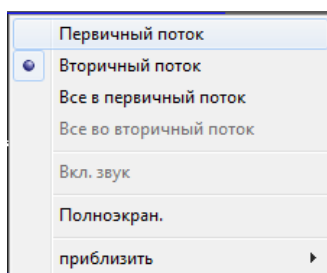 Первичный поток
Вторичный поток
Все в первичный поток
Все во вторичный поток
Вкл. звук
Полноэкран.
приблизить